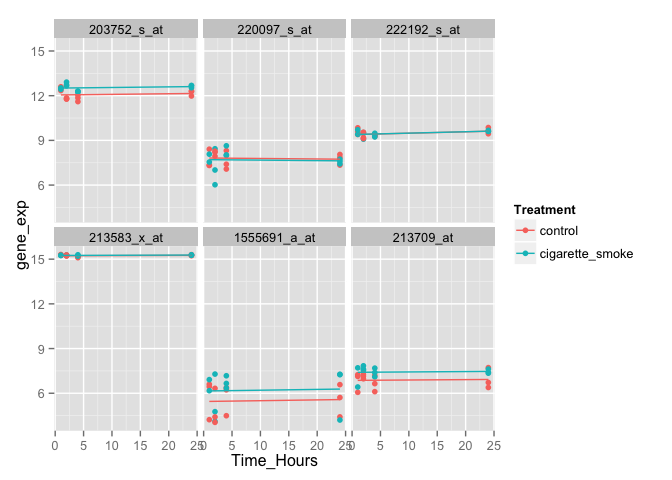 203752_s_at 220097_s_at 222192_s_at
15
12
9
6
213583_x_at 1555691_a_at 213709_at
15
12
9
6
0 5 10 15 20 25 0 5 10 15 20 25 0 5 10 15 20 25
Time_Hours
gene_exp
Treatment
control
cigarette_smoke